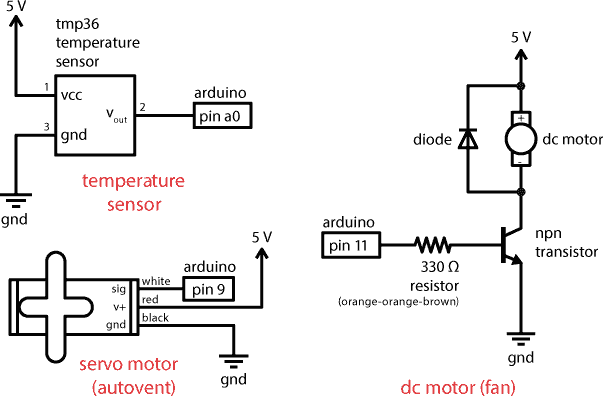 5 V
tmp36
temperature
sensor
1
vcc
vout
2
arduino
pin a0
3
gnd
gnd
temperature
sensor
5 V
sig
white
arduino
pin 9
v+
red
gnd
black
gnd
servo motor
(autovent)
5 V
diode
+
dc motor
-
arduino
pin 11
330 Ω
resistor
(orange-orange-brown)
npn
transistor
gnd
dc motor (fan)